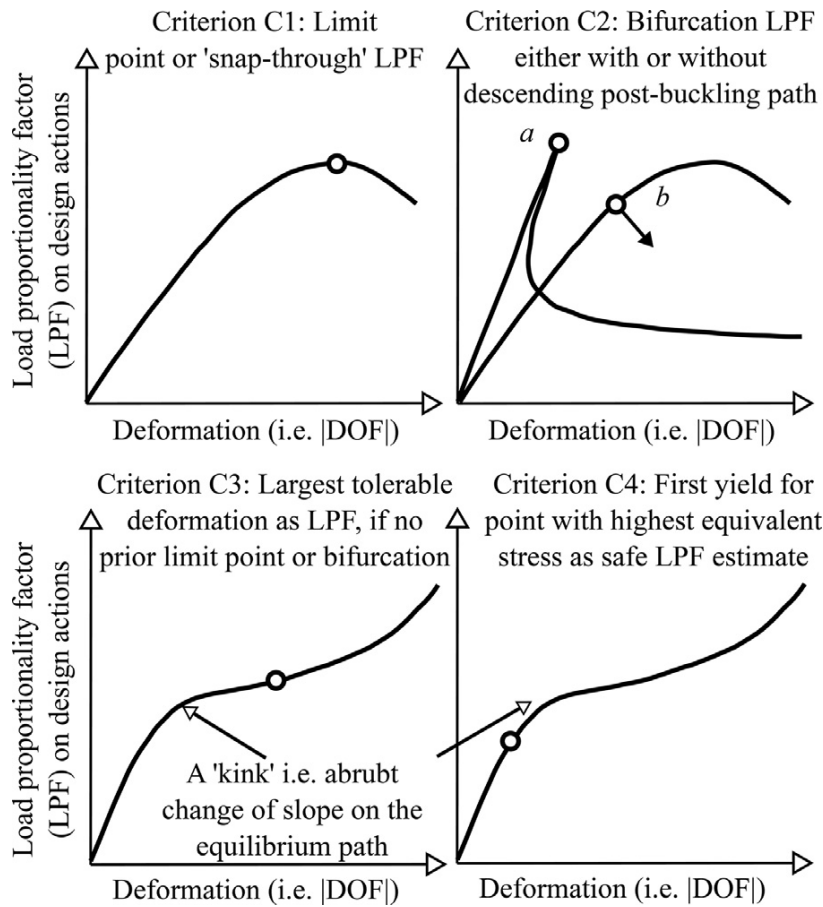 Criterion C1: Limit
point or 'snap-through' LPF
Load proportionality factor
(LPF) on design actions
Deformation (i.e. |DOF|)
Criterion C2: Bifurcation LPF
either with or without
descending post-buckling path
a
b
Deformation (i.e. |DOF|)
Criterion C3: Largest tolerable
deformation as LPF, if no
prior limit point or bifurcation
Load proportionality factor
(LPF) on design actions
A 'kink' i.e. abrubt
change of slope on the
equilibrium path
Deformation (i.e. |DOF|)
Criterion C4: First yield for
point with highest equivalent
stress as safe LPF estimate
Deformation (i.e. |DOF|)